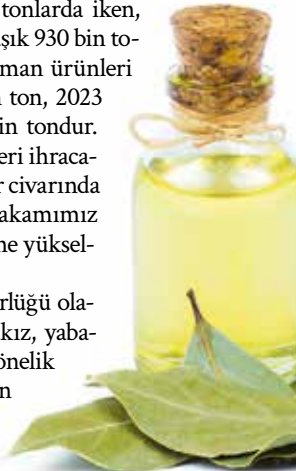 tonlarda iken,
şık 930 bin to-
man ürünleri
ton, 2023
in tondur.
eri ihraca-
r civarında
akamımız
ne yüksel-
rlüğü ola-
kız, yaba-
önelik